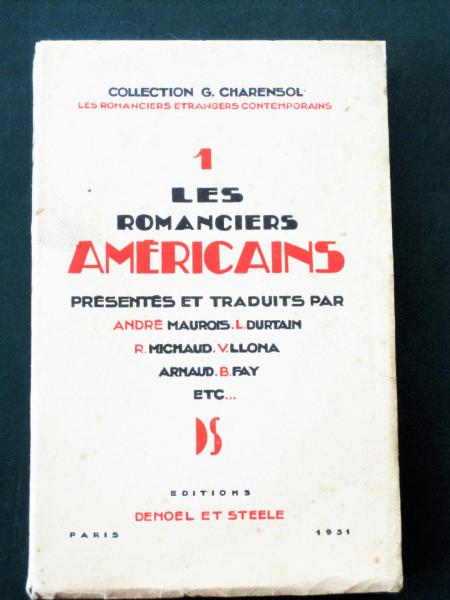 COLLECTION G. CHARENSOL
LES ROMANCIERS ETRANGERS CONTEMPORAINS
1
LES
ROMANCIERS
AMÉRICAINS
PRÉSENTÉS ET TRADUITS PAR
ANDRÉ MAUROIS. L. DURTAIN
R. MICHAUD. V. LLONA
ARNAUD. B. FAY
ETC...
DS
EDITIONS
DENOËL ET STEELE
PARIS 1931